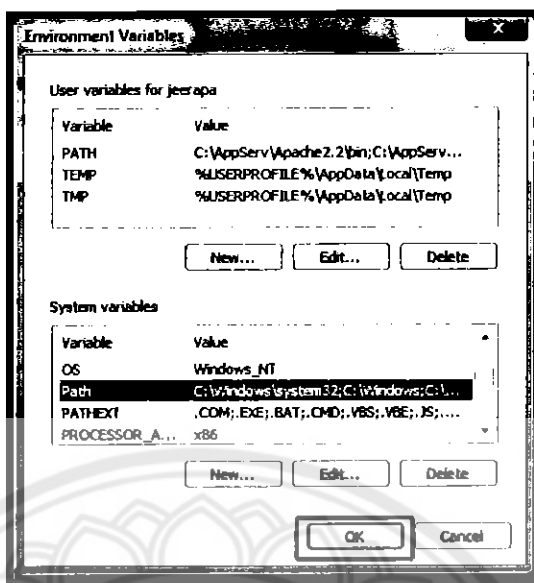 Environment Variables
User variables for jeerapa
Variable Value
PATH C:\AppServ\Apache2.2\bin;C:\AppServ...
TEMP %USERPROFILE%\AppData\Local\Temp
TMP %USERPROFILE%\AppData\Local\Temp
New... Edit... Delete
System variables
Variable Value
OS Windows_NT
Path C:\Windows\system32;C:\Windows;C:\...
PATHEXT .COM;.EXE;.BAT;.CMD;.VBS;.VBE;.JS;....
PROCESSOR_A... x86
New... Edit... Delete
OK Cancel